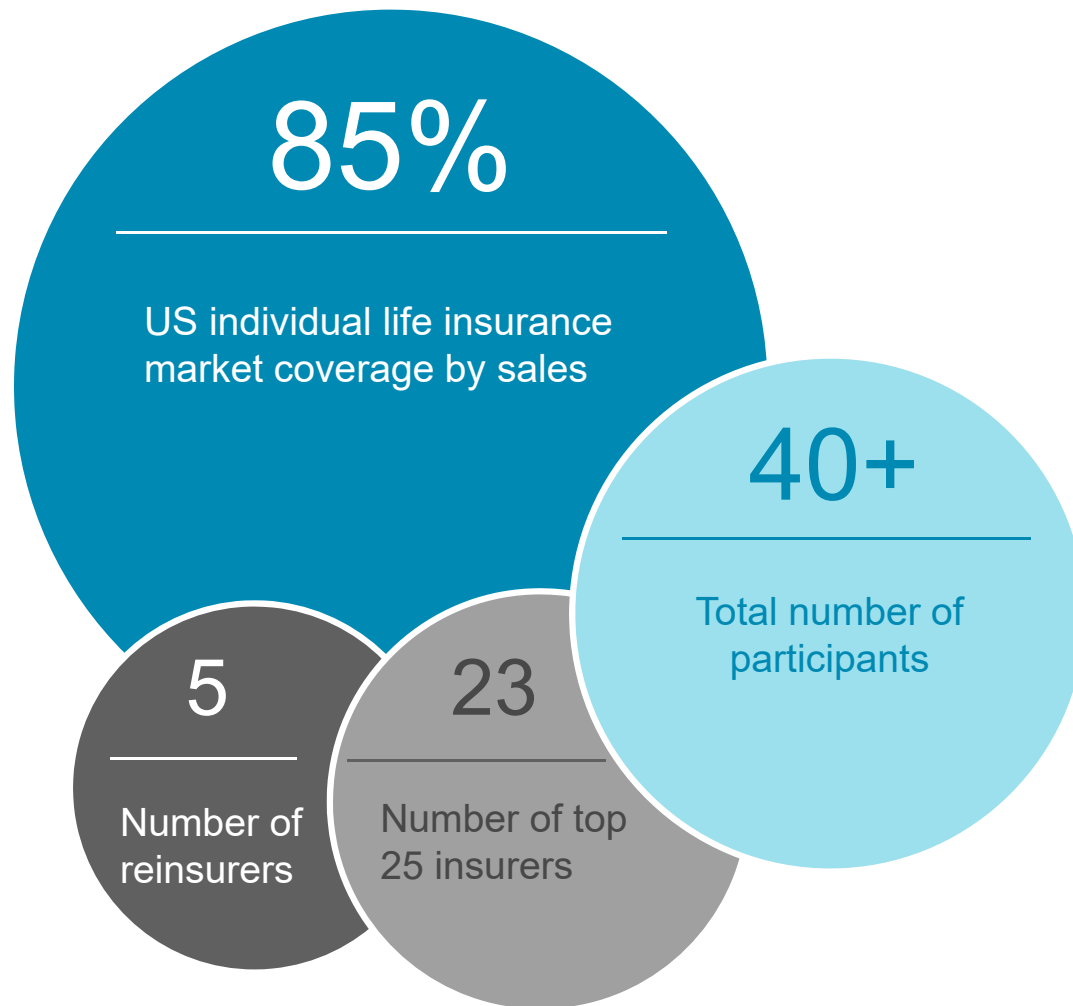 85%
US individual life insurance
market coverage by sales
40+
Total number of
participants
5
Number of
reinsurers
23
Number of top
25 insurers